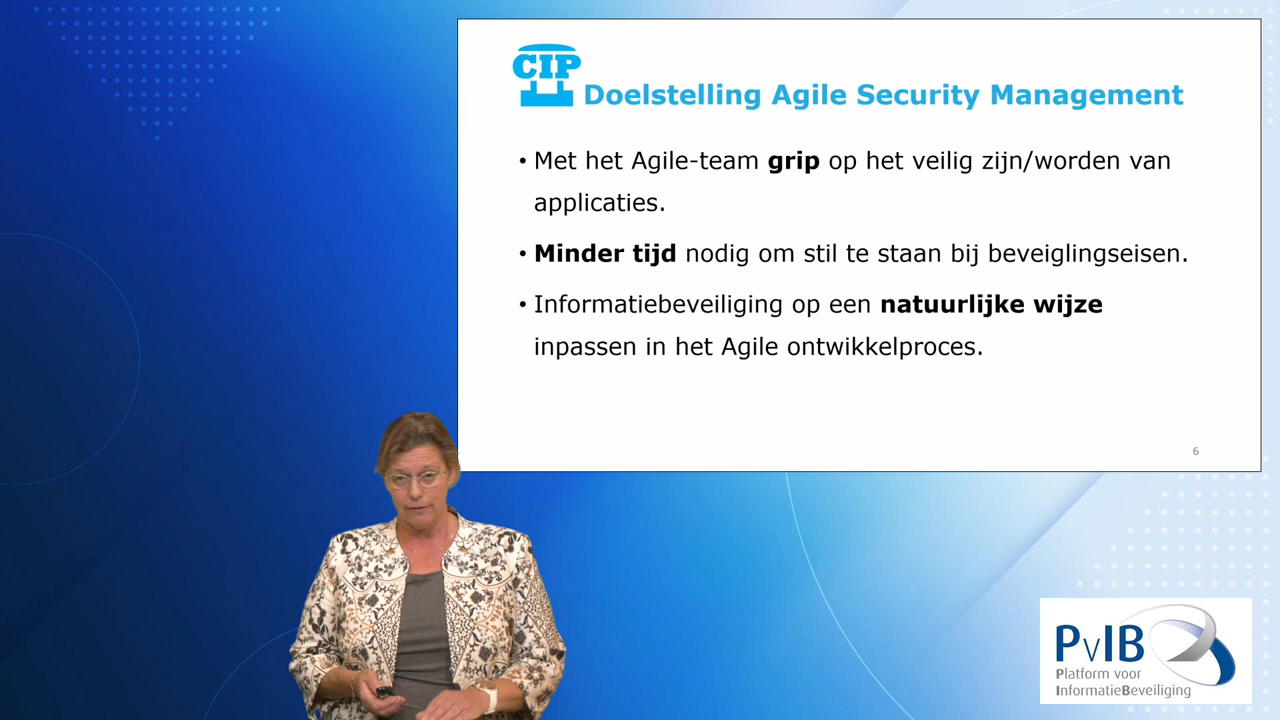 CIP
Doelstelling Agile Security Management
• Met het Agile-team grip op het veilig zijn/worden van
applicaties.
• Minder tijd nodig om stil te staan bij beveiglingseisen.
• Informatiebeveiliging op een natuurlijke wijze
inpassen in het Agile ontwikkelproces.
6
PvIB
Platform voor
InformatieBeveiliging